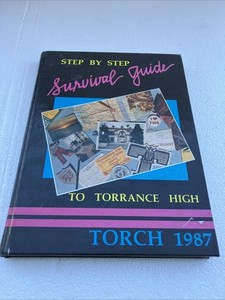 STEP BY STEP
Survival Guide
TO TORRANCE HIGH
TORCH 1987